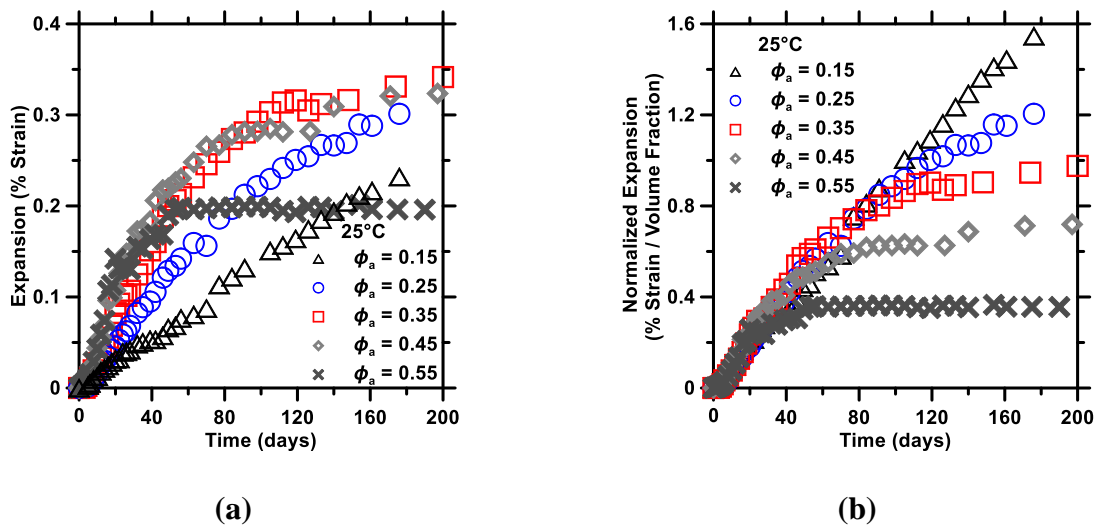 0.4
0.3
0.2
0.1
0
Expansion (% Strain)
25°C
ϕa = 0.15
ϕa = 0.25
ϕa = 0.35
ϕa = 0.45
ϕa = 0.55
0 40 80 120 160 200
Time (days)
(a)
1.6
1.2
0.8
0.4
0
Normalized Expansion
(% Strain / Volume Fraction)
25°C
ϕa = 0.15
ϕa = 0.25
ϕa = 0.35
ϕa = 0.45
ϕa = 0.55
0 40 80 120 160 200
Time (days)
(b)